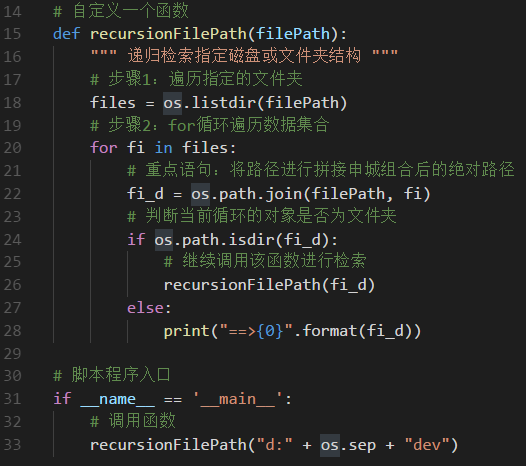 14 # 自定义一个函数
15 def recursionFilePath(filePath):
16     """ 递归检索指定磁盘或文件夹结构 """
17     # 步骤1：遍历指定的文件夹
18     files = os.listdir(filePath)
19     # 步骤2：for循环遍历数据集合
20     for fi in files:
21         # 重点语句：将路径进行拼接申城组合后的绝对路径
22         fi_d = os.path.join(filePath, fi)
23         # 判断当前循环的对象是否为文件夹
24         if os.path.isdir(fi_d):
25             # 继续调用该函数进行检索
26             recursionFilePath(fi_d)
27         else:
28             print("==>{0}".format(fi_d))
29
30 # 脚本程序入口
31 if __name__ == '__main__':
32     # 调用函数
33     recursionFilePath("d:" + os.sep + "dev")